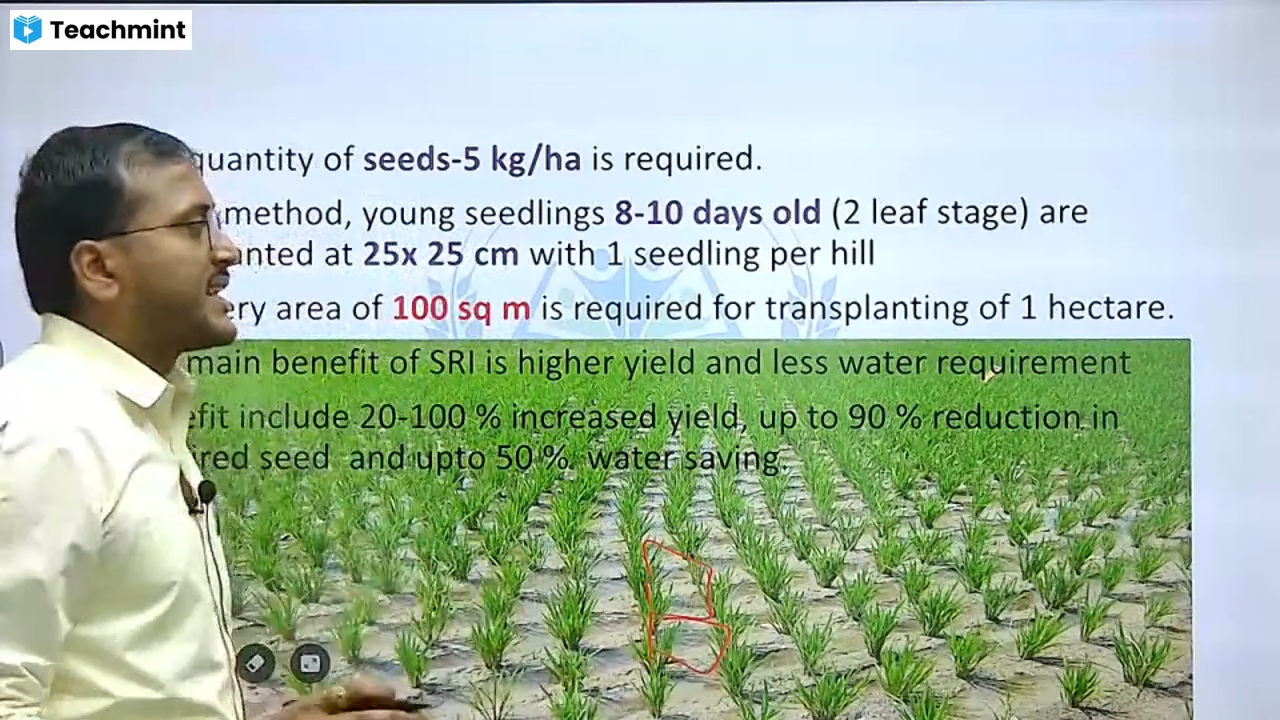 Teachmint
quantity of seeds-5 kg/ha is required.
method, young seedlings 8-10 days old (2 leaf stage) are
anted at 25x 25 cm with 1 seedling per hill
ery area of 100 sq m is required for transplanting of 1 hectare.
main benefit of SRI is higher yield and less water requirement
efit include 20-100 % increased yield, up to 90 % reduction in
ired seed and upto 50 % water saving.